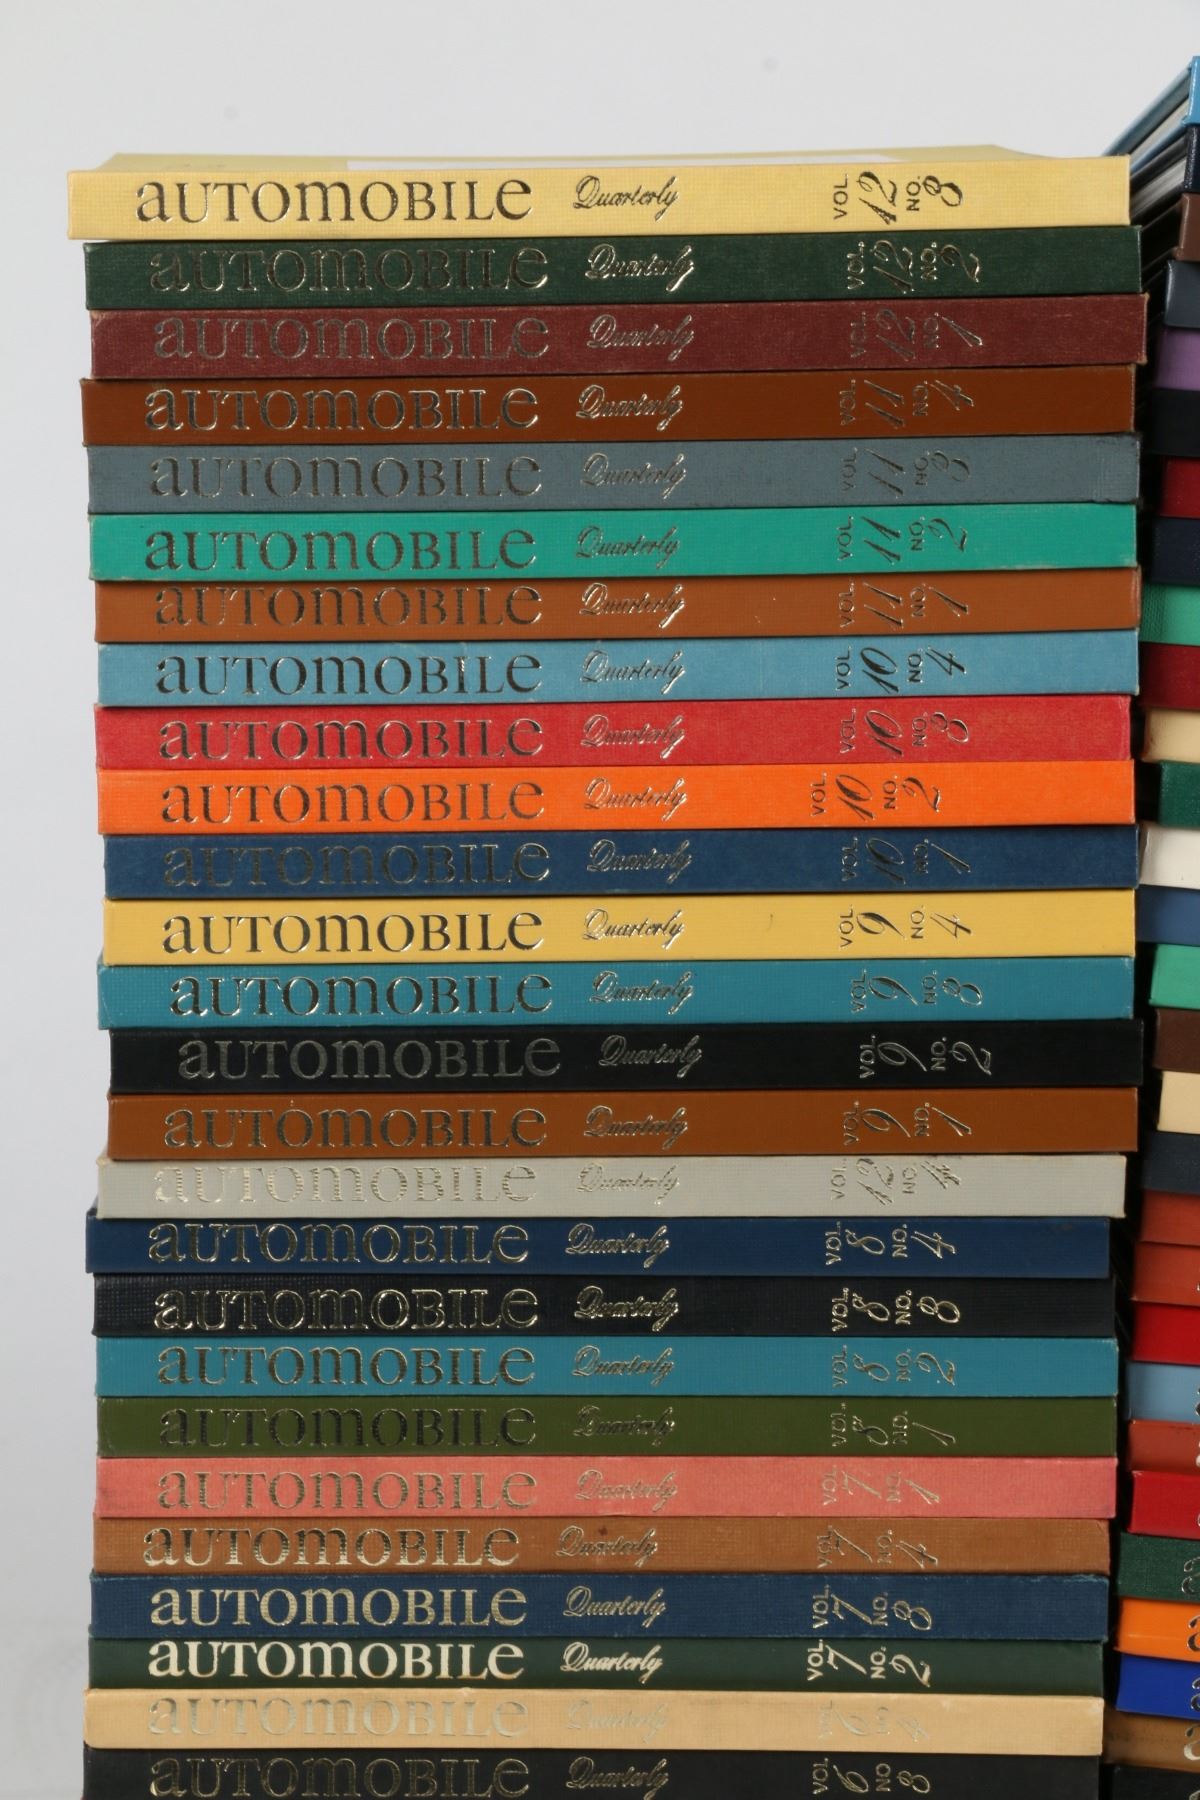 AUTOMOBILE Quarterly VOL. 12 NO. 3
AUTOMOBILE Quarterly VOL. 12 NO. 2
AUTOMOBILE Quarterly VOL. 12 NO. 1
AUTOMOBILE Quarterly VOL. 11 NO. 4
AUTOMOBILE Quarterly VOL. 11 NO. 3
AUTOMOBILE Quarterly VOL. 11 NO. 2
AUTOMOBILE Quarterly VOL. 11 NO. 1
AUTOMOBILE Quarterly VOL. 10 NO. 4
AUTOMOBILE Quarterly VOL. 10 NO. 3
AUTOMOBILE Quarterly VOL. 10 NO. 2
AUTOMOBILE Quarterly VOL. 10 NO. 1
AUTOMOBILE Quarterly VOL. 9 NO. 4
AUTOMOBILE Quarterly VOL. 9 NO. 3
AUTOMOBILE Quarterly VOL. 9 NO. 2
AUTOMOBILE Quarterly VOL. 9 NO. 1
AUTOMOBILE Quarterly VOL. 12 NO. 4
AUTOMOBILE Quarterly VOL. 8 NO. 4
AUTOMOBILE Quarterly VOL. 8 NO. 3
AUTOMOBILE Quarterly VOL. 8 NO. 2
AUTOMOBILE Quarterly VOL. 8 NO. 1
AUTOMOBILE Quarterly VOL. 7 NO. 1
AUTOMOBILE Quarterly VOL. 7 NO. 4
AUTOMOBILE Quarterly VOL. 7 NO. 3
AUTOMOBILE Quarterly VOL. 7 NO. 2
AUTOMOBILE Quarterly VOL. 6 NO. 4
AUTOMOBILE Quarterly VOL. 6 NO 3